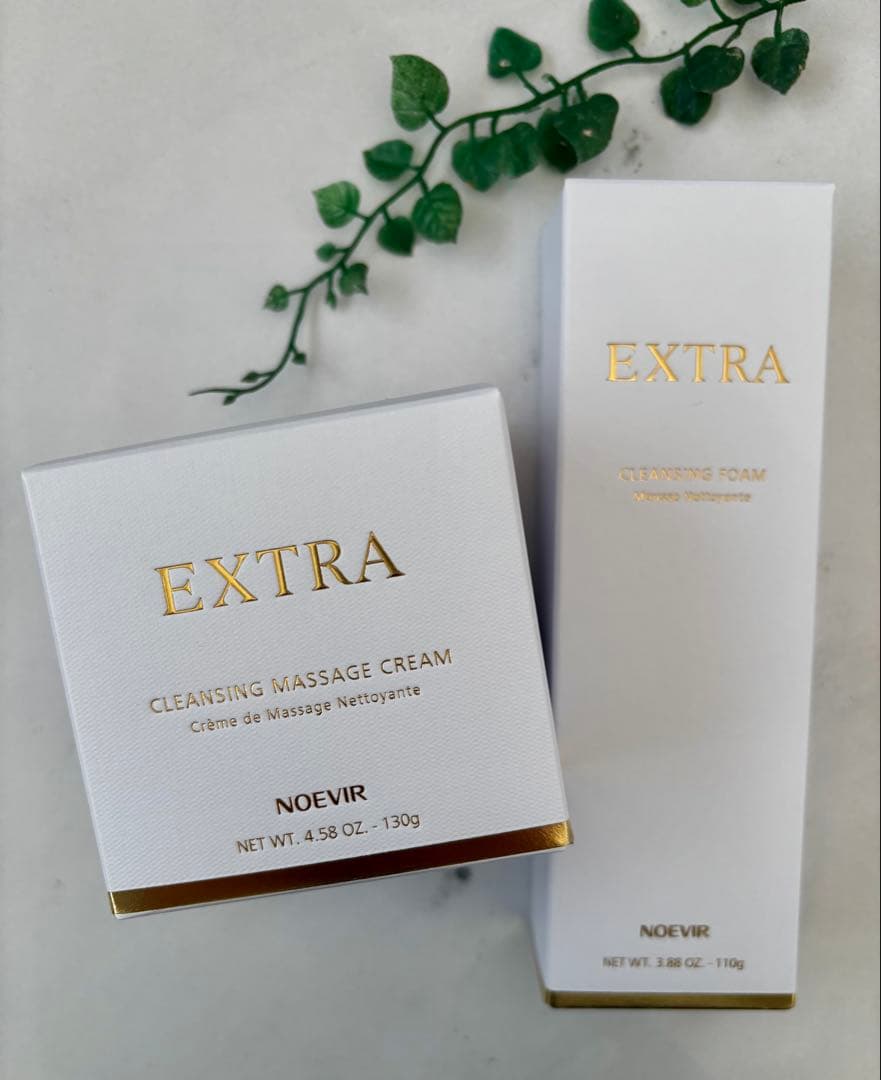 EXTRA
CLEANSING MASSAGE CREAM
Crème de Massage Nettoyante
NOEVIR
NET WT. 4.58 OZ. - 130g
EXTRA
CLEANSING FOAM
Mousse Nettoyante
NOEVIR
NET WT. 3.88 OZ. - 110g